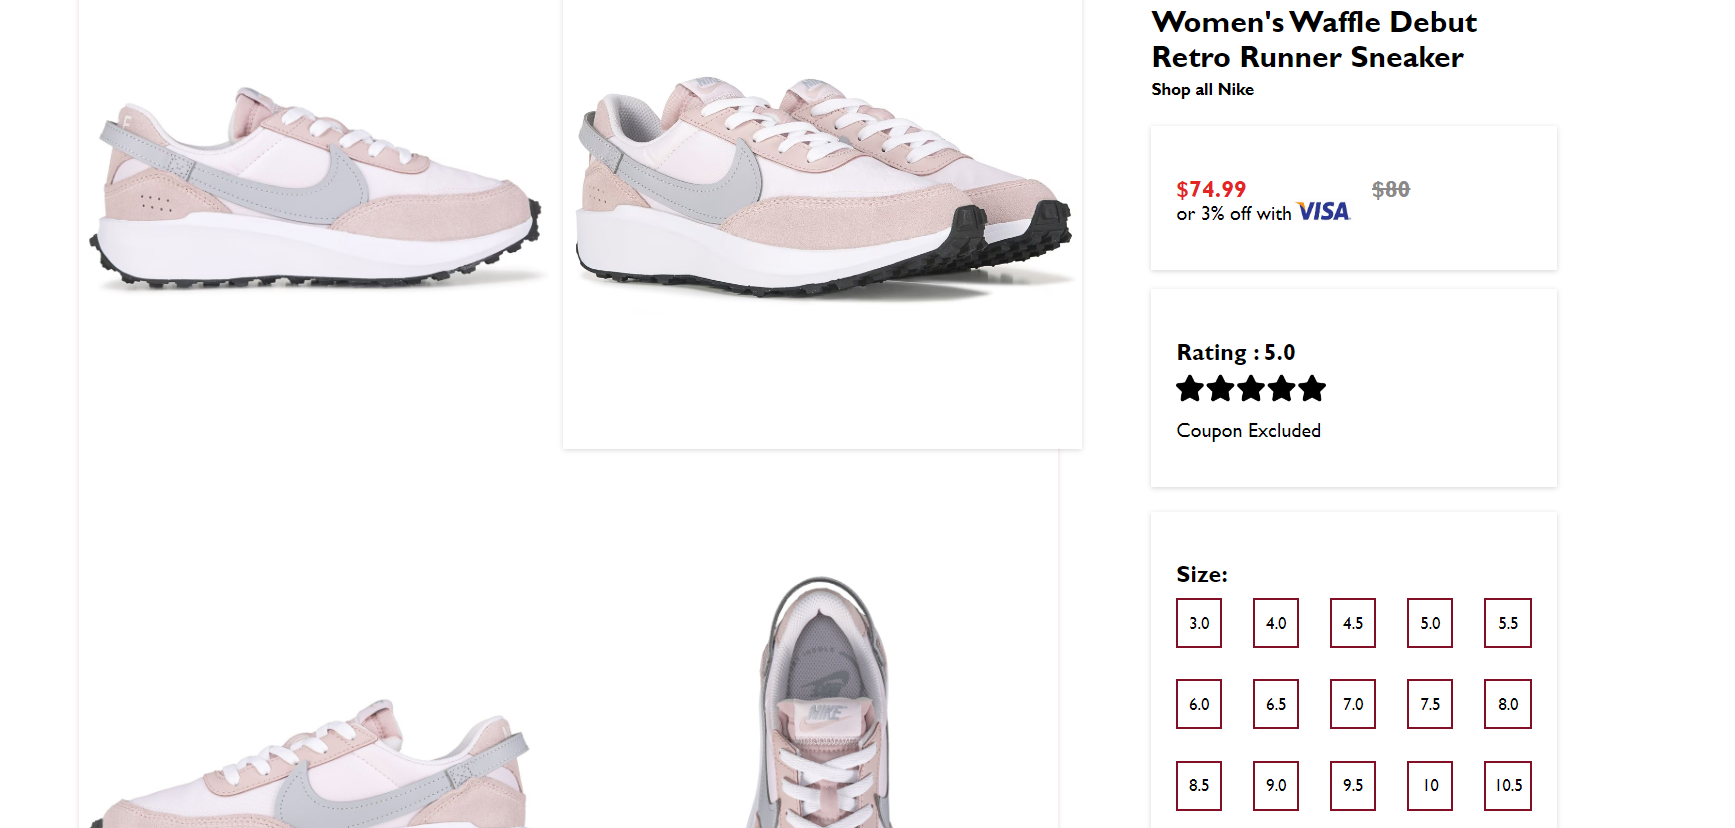 Women's Waffle Debut
Retro Runner Sneaker
Shop all Nike
$74.99 $80
or 3% off with VISA
Rating : 5.0
Coupon Excluded
Size:
3.0 4.0 4.5 5.0 5.5
6.0 6.5 7.0 7.5 8.0
8.5 9.0 9.5 10 10.5
NIKE